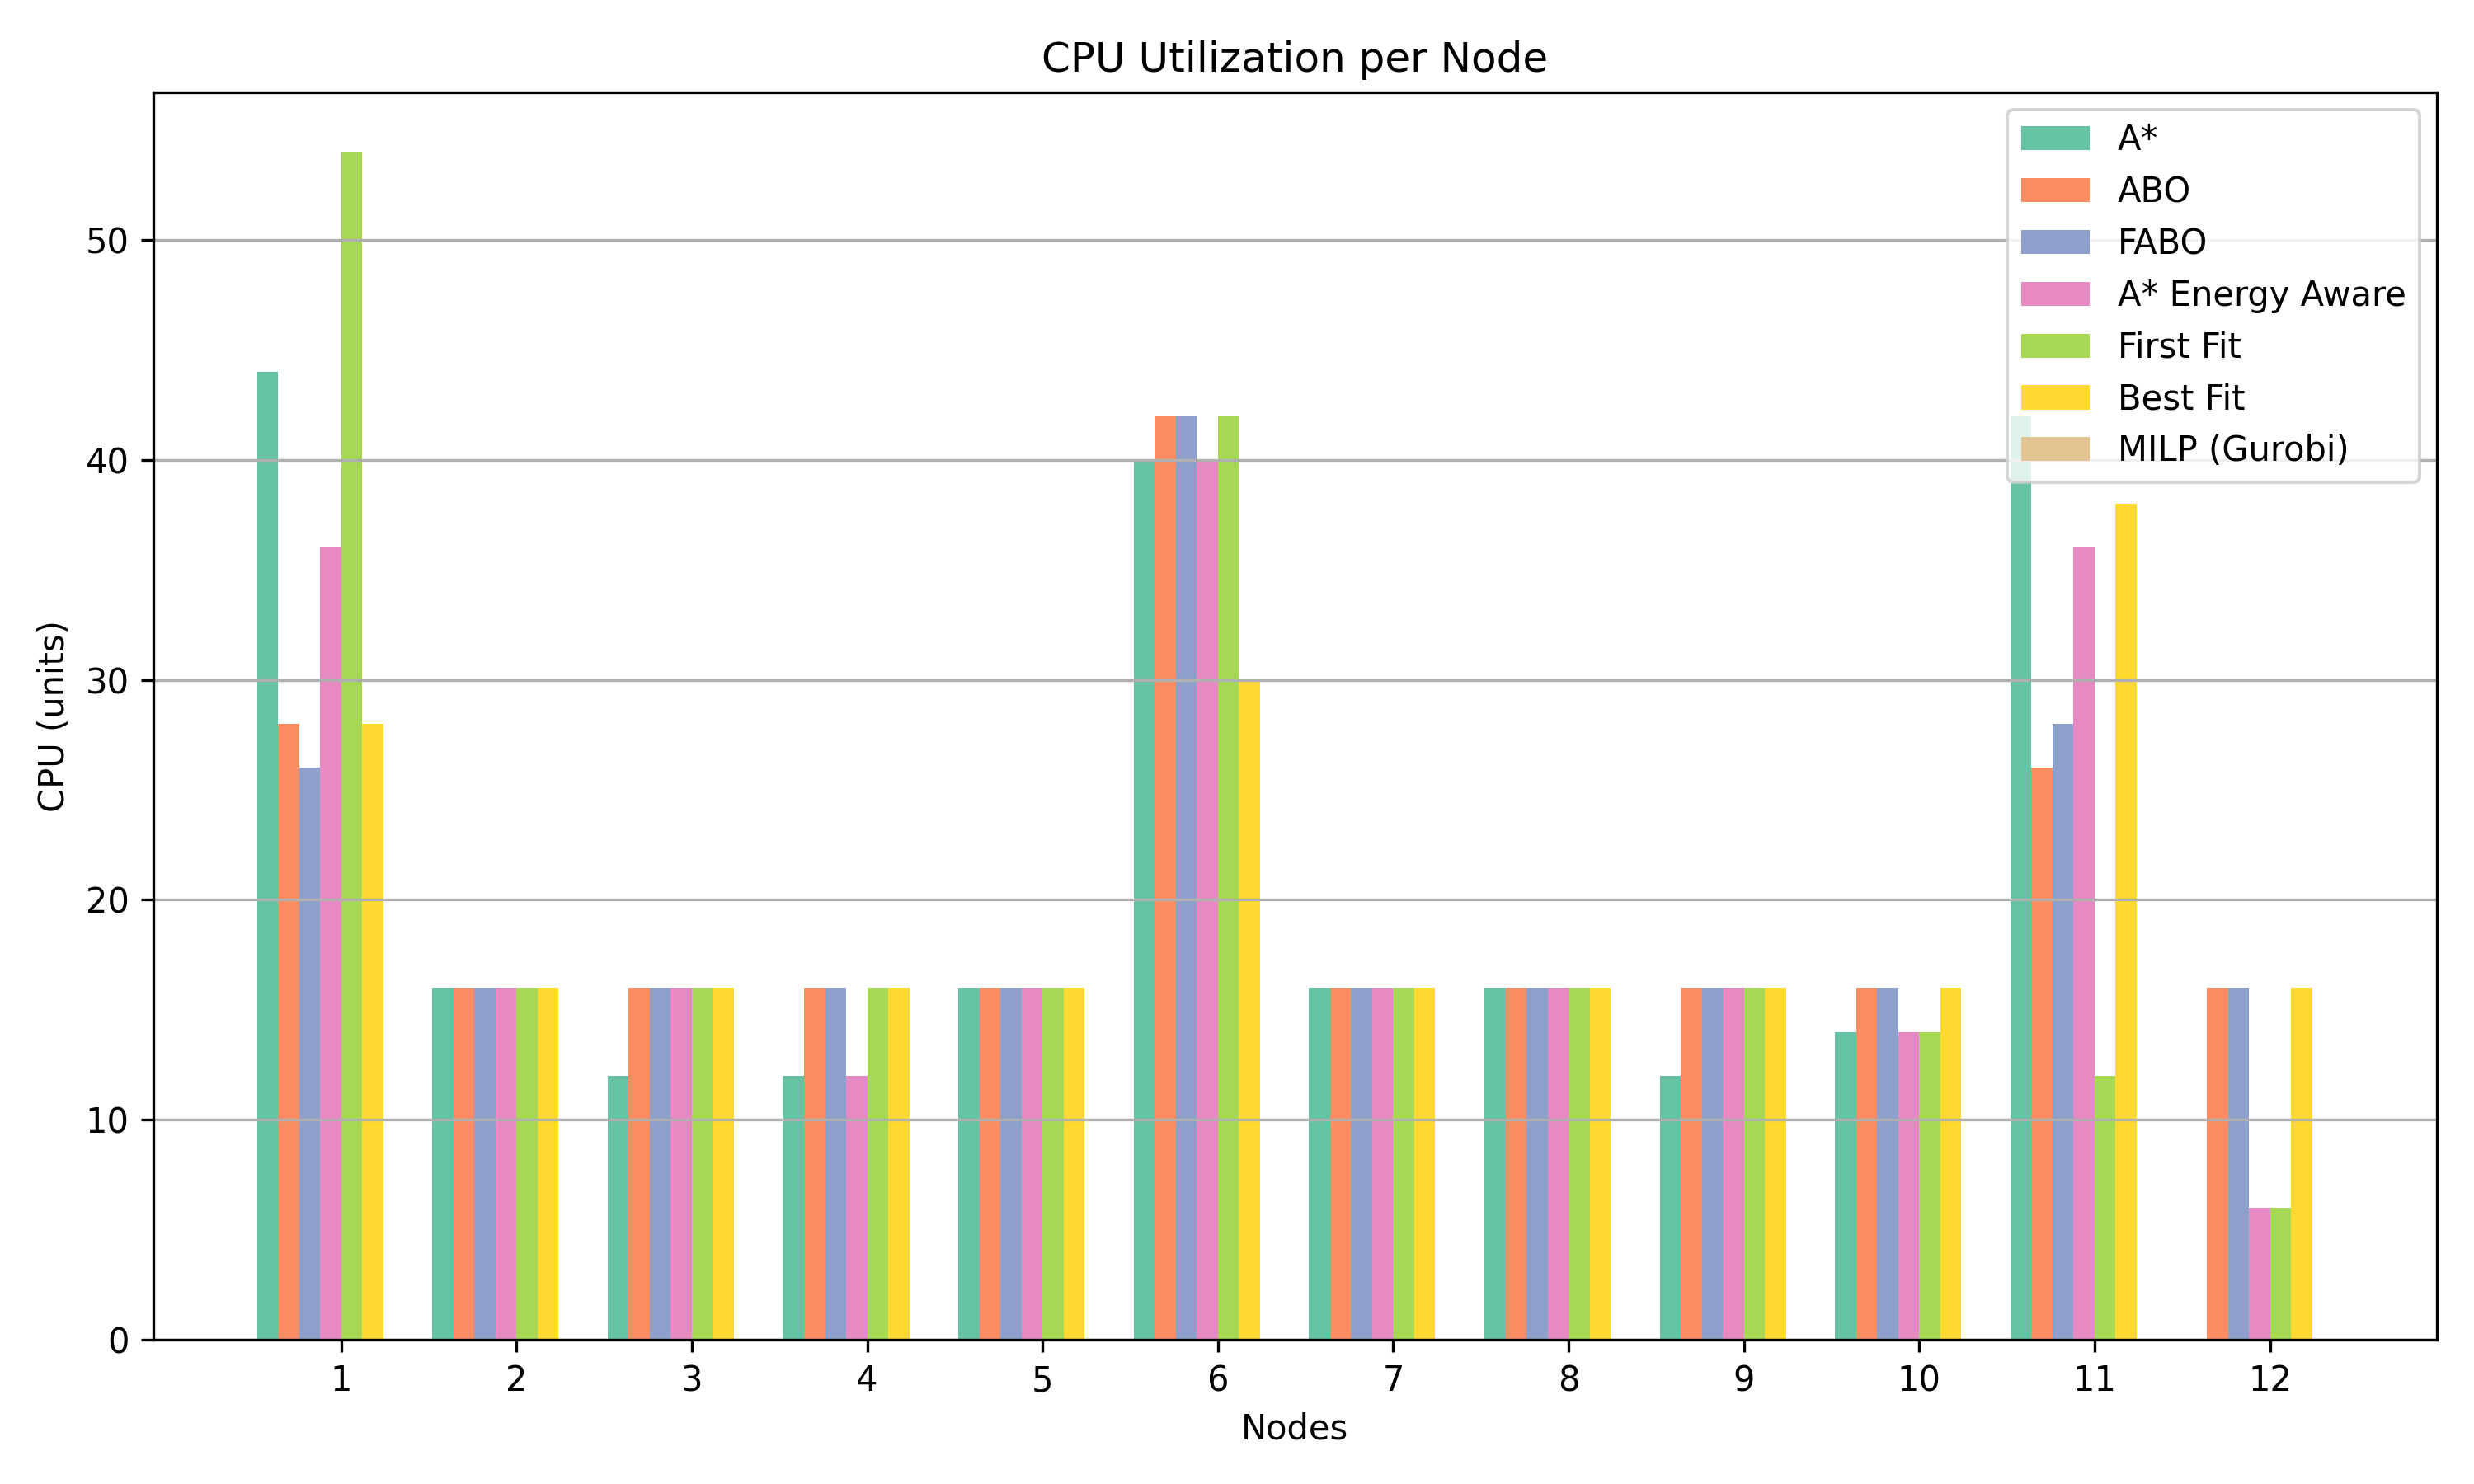 CPU Utilization per Node
A*
ABO
FABO
A* Energy Aware
First Fit
Best Fit
MILP (Gurobi)
CPU (units)
50
40
30
20
10
0
1 2 3 4 5 6 7 8 9 10 11 12
Nodes